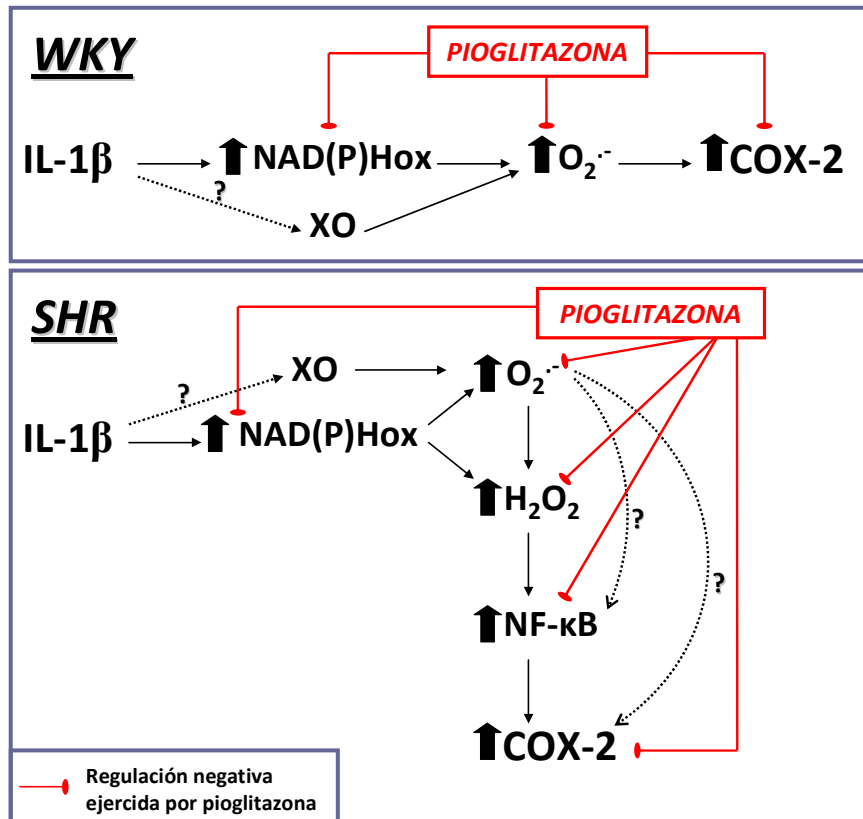 WKY
PIOGLITAZONA
IL-1β NAD(P)Hox O₂·⁻ COX-2
?
XO
SHR
PIOGLITAZONA
XO O₂·⁻
?
IL-1β NAD(P)Hox
H₂O₂
?
?
NF-κB
COX-2
Regulación negativa
ejercida por pioglitazona